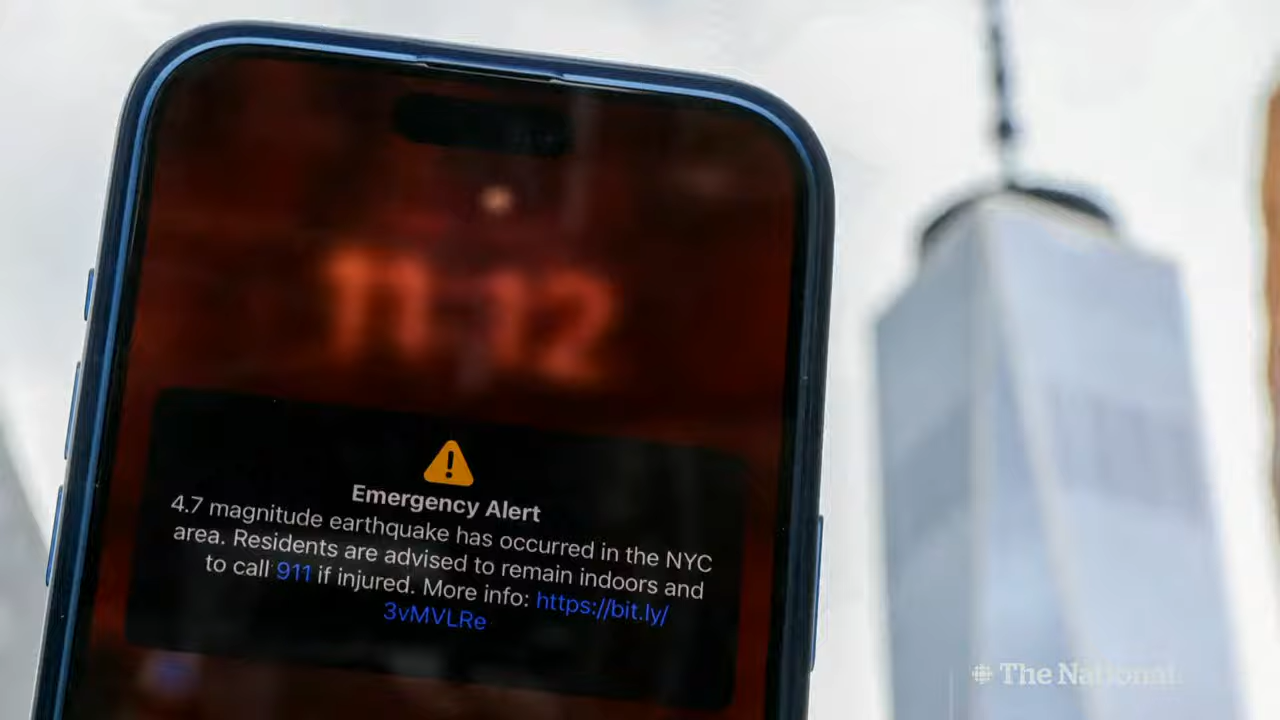 11 12
Emergency Alert
4.7 magnitude earthquake has occurred in the NYC
area. Residents are advised to remain indoors and
to call 911 if injured. More info: https://bit.ly/
3vMVLRe
The National